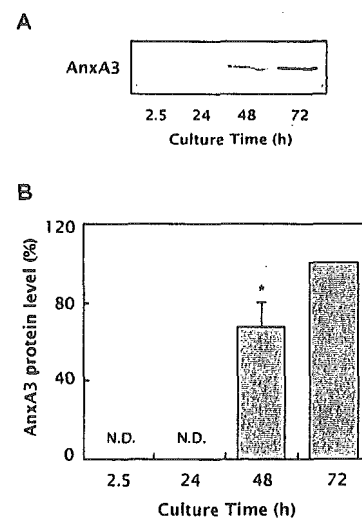 A
AnxA3
2.5 24 48 72
Culture Time (h)
B
AnxA3 protein level (%)
120
80
40
0
N.D. N.D. *
2.5 24 48 72
Culture Time (h)